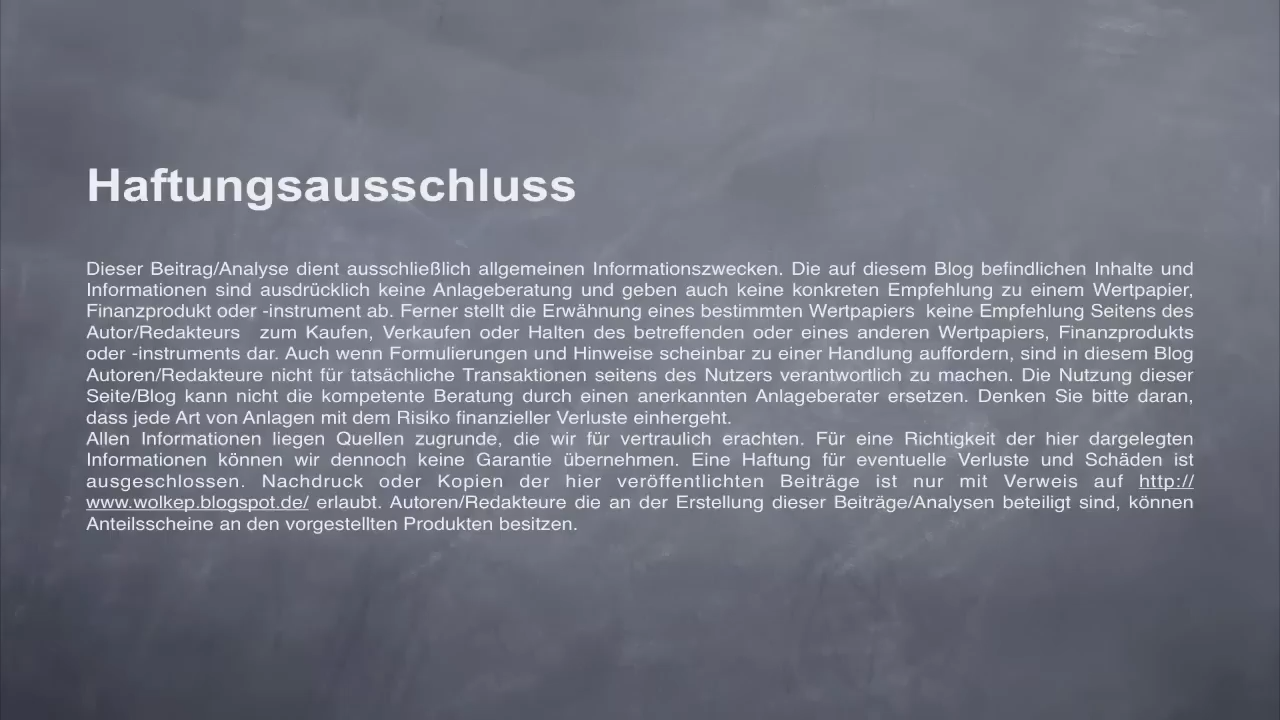 Haftungsausschluss
Dieser Beitrag/Analyse dient ausschließlich allgemeinen Informationszwecken. Die auf diesem Blog befindlichen Inhalte und
Informationen sind ausdrücklich keine Anlageberatung und geben auch keine konkreten Empfehlung zu einem Wertpapier,
Finanzprodukt oder -instrument ab. Ferner stellt die Erwähnung eines bestimmten Wertpapiers keine Empfehlung Seitens des
Autor/Redakteurs zum Kaufen, Verkaufen oder Halten des betreffenden oder eines anderen Wertpapiers, Finanzprodukts
oder -instruments dar. Auch wenn Formulierungen und Hinweise scheinbar zu einer Handlung auffordern, sind in diesem Blog
Autoren/Redakteure nicht für tatsächliche Transaktionen seitens des Nutzers verantwortlich zu machen. Die Nutzung dieser
Seite/Blog kann nicht die kompetente Beratung durch einen anerkannten Anlageberater ersetzen. Denken Sie bitte daran,
dass jede Art von Anlagen mit dem Risiko finanzieller Verluste einhergeht.
Allen Informationen liegen Quellen zugrunde, die wir für vertraulich erachten. Für eine Richtigkeit der hier dargelegten
Informationen können wir dennoch keine Garantie übernehmen. Eine Haftung für eventuelle Verluste und Schäden ist
ausgeschlossen. Nachdruck oder Kopien der hier veröffentlichten Beiträge ist nur mit Verweis auf http://
www.wolkep.blogspot.de/ erlaubt. Autoren/Redakteure die an der Erstellung dieser Beiträge/Analysen beteiligt sind, können
Anteilsscheine an den vorgestellten Produkten besitzen.